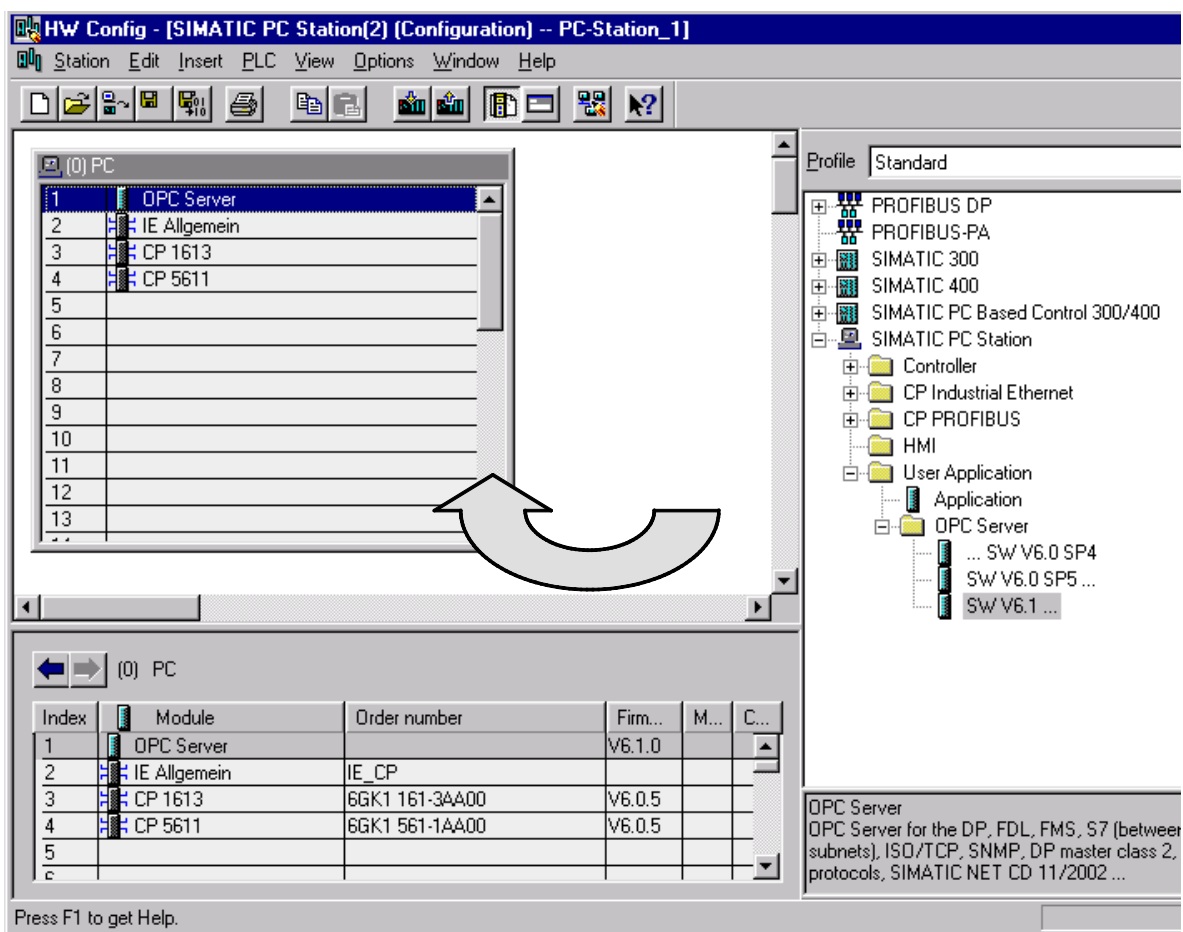 HW Config - [SIMATIC PC Station(2) (Configuration) -- PC-Station_1]
Station Edit Insert PLC View Options Window Help
(0) PC
1 OPC Server
2 IE Allgemein
3 CP 1613
4 CP 5611
5
6
7
8
9
10
11
12
13
Profile Standard
PROFIBUS DP
PROFIBUS-PA
SIMATIC 300
SIMATIC 400
SIMATIC PC Based Control 300/400
SIMATIC PC Station
Controller
CP Industrial Ethernet
CP PROFIBUS
HMI
User Application
Application
OPC Server
... SW V6.0 SP4
SW V6.0 SP5 ...
SW V6.1 ...
(0) PC
Index Module Order number Firm... M... C...
1 OPC Server V6.1.0
2 IE Allgemein IE_CP
3 CP 1613 6GK1 161-3AA00 V6.0.5
4 CP 5611 6GK1 561-1AA00 V6.0.5
5
OPC Server
OPC Server for the DP, FDL, FMS, S7 (between
subnets), ISO/TCP, SNMP, DP master class 2,
protocols, SIMATIC NET CD 11/2002 ...
Press F1 to get Help.